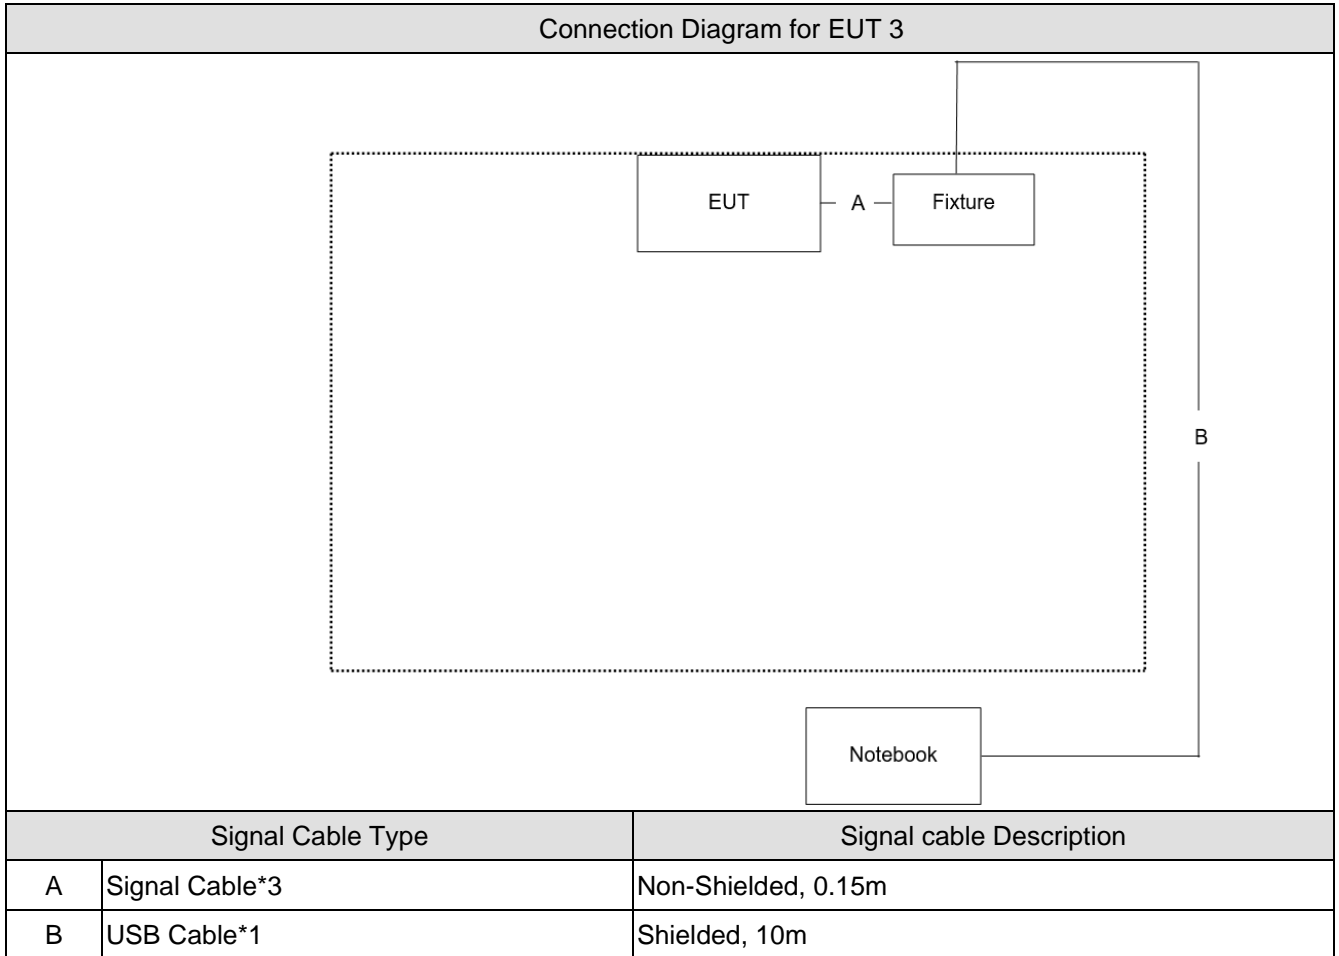 Connection Diagram for EUT 3
EUT
A
Fixture
B
Notebook
Signal Cable Type
Signal cable Description
A
Signal Cable*3
Non-Shielded, 0.15m
B
USB Cable*1
Shielded, 10m